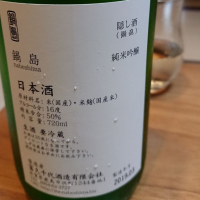 鍋島
nabeshima
隠し酒
(裏鍋島)
純米吟醸
日本酒
原材料名:米(国産)・米麹(国産米)
アルコール分:16度
精米歩合:50%
内容量:720ml
生酒 要冷蔵
富久千代酒造有限会社